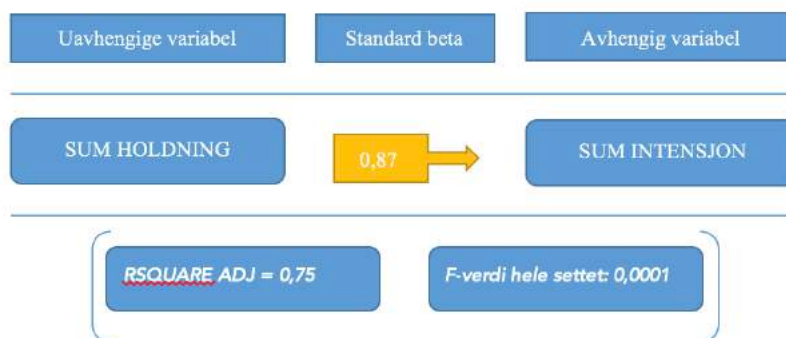 Uavhengige variabel Standard beta Avhengig variabel
SUM HOLDNING 0,87 SUM INTENSJON
RSQUARE ADJ = 0,75 F-verdi hele settet: 0,0001